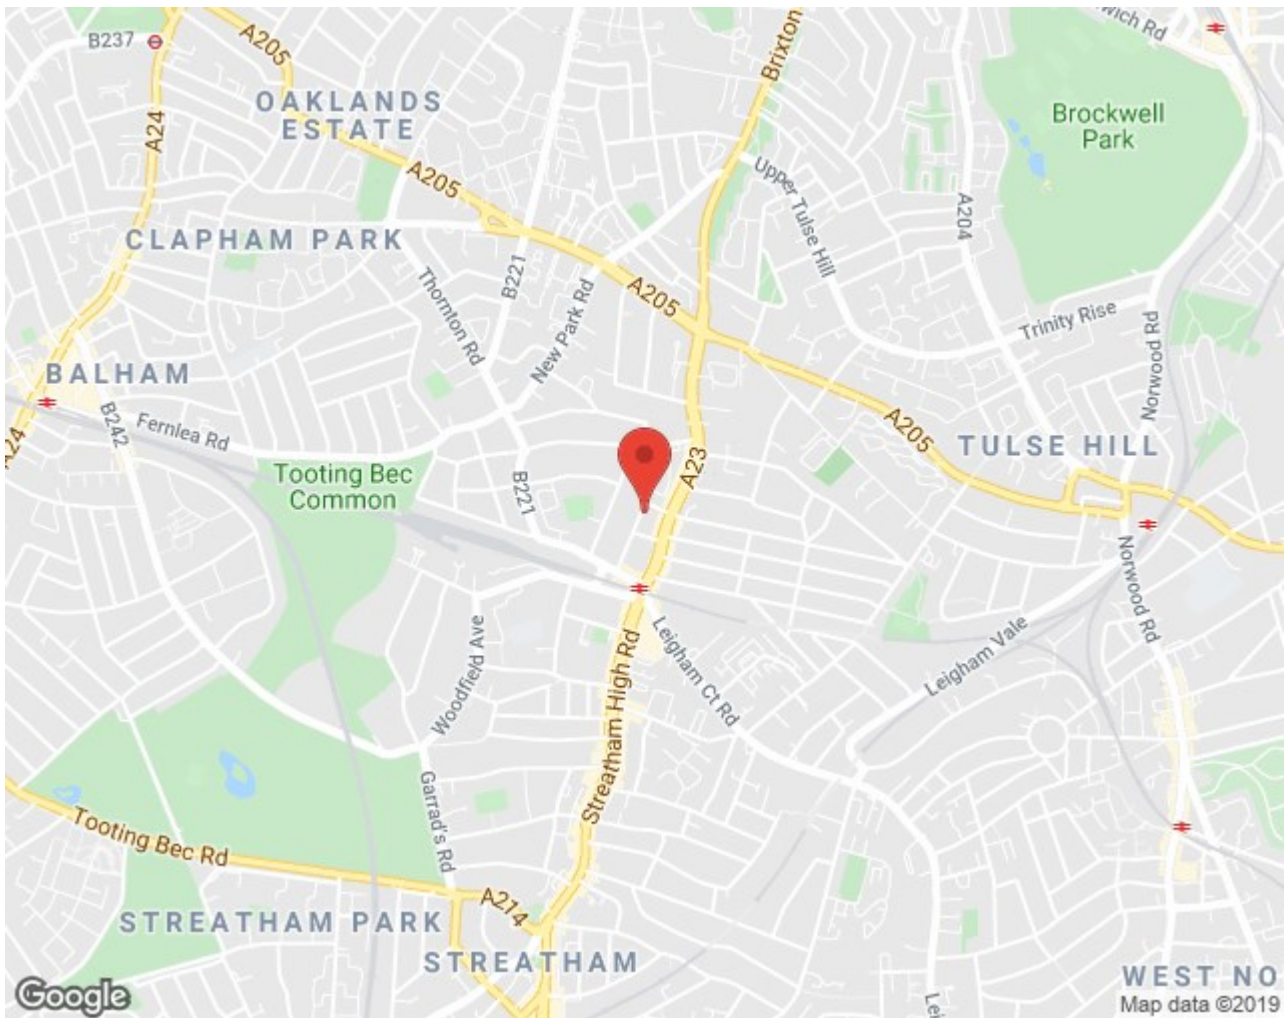 B237
A205
Brixton
wich Rd
OAKLANDS
ESTATE
A24
Brockwell
Park
A205
Upper Tulse Hill
A204
CLAPHAM PARK
B221
Thornton Rd
New Park Rd
A205
Trinity Rise
Norwood Rd
BALHAM
B242
Fernlea Rd
A24
A205
TULSE HILL
A23
Tooting Bec
Common
B221
Norwood Rd
Woodfield Ave
Leigham Vale
Leigham Ct Rd
Streatham High Rd
Garrad's Rd
Tooting Bec Rd
A214
STREATHAM PARK
STREATHAM
WEST NO
Lei
Google
Map data ©2019